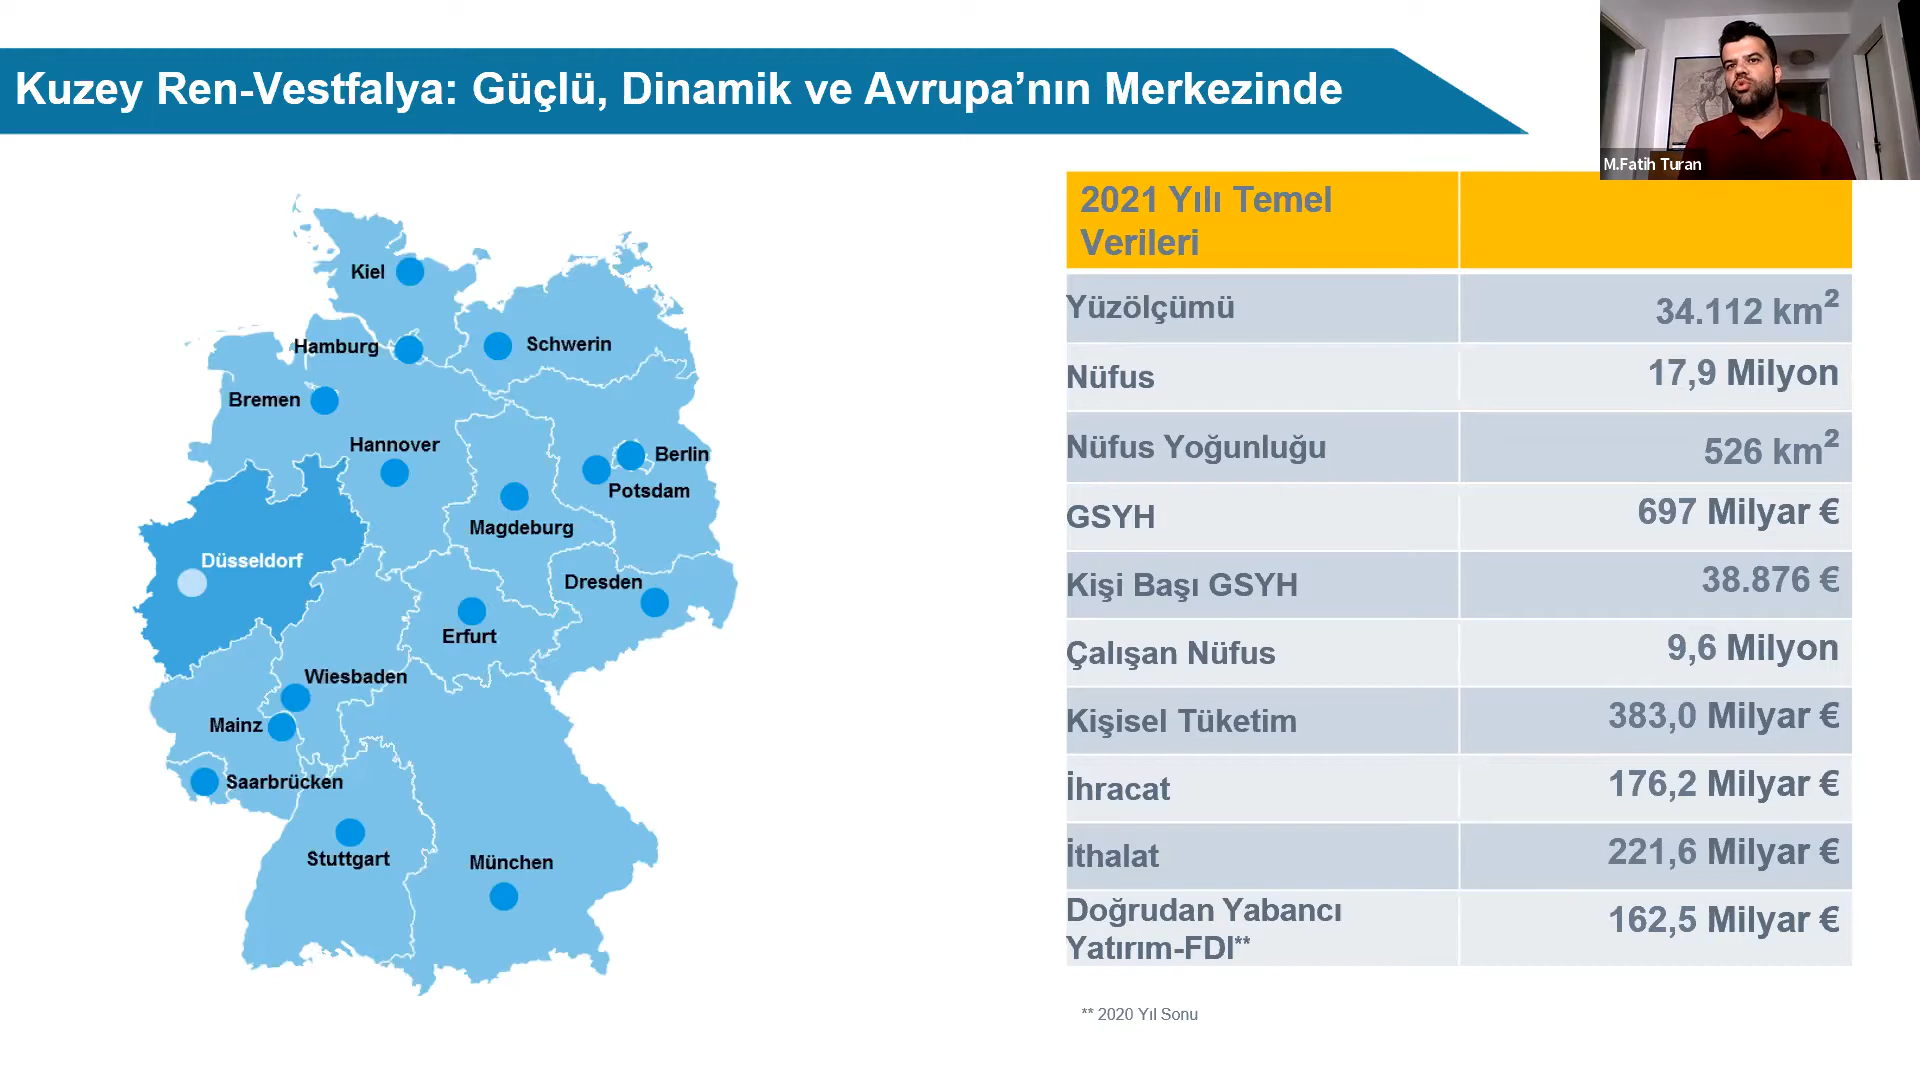 Kuzey Ren-Vestfalya: Güçlü, Dinamik ve Avrupa’nın Merkezinde
M.Fatih Turan
Kiel
Hamburg
Schwerin
Bremen
Hannover
Berlin
Potsdam
Magdeburg
Düsseldorf
Dresden
Erfurt
Wiesbaden
Mainz
Saarbrücken
Stuttgart
München
2021 Yılı Temel
Verileri
Yüzölçümü 34.112 km²
Nüfus 17,9 Milyon
Nüfus Yoğunluğu 526 km²
GSYH 697 Milyar €
Kişi Başı GSYH 38.876 €
Çalışan Nüfus 9,6 Milyon
Kişisel Tüketim 383,0 Milyar €
İhracat 176,2 Milyar €
İthalat 221,6 Milyar €
Doğrudan Yabancı
Yatırım-FDI** 162,5 Milyar €
** 2020 Yıl Sonu